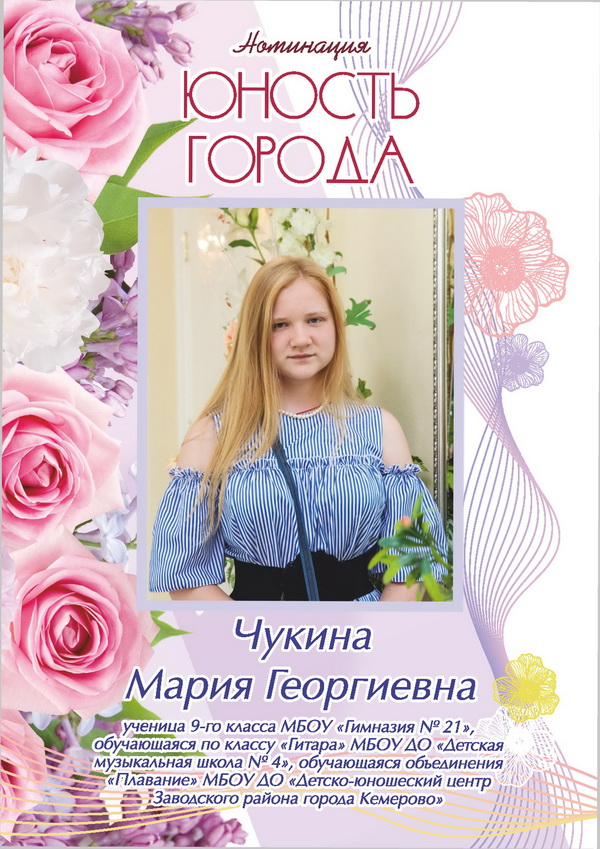 Номинация
ЮНОСТЬ
ГОРОДА
Чукина
Мария Георгиевна
ученица 9-го класса МБОУ «Гимназия № 21»,
обучающаяся по классу «Гитара» МБОУ ДО «Детская
музыкальная школа № 4», обучающаяся объединения
«Плавание» МБОУ ДО «Детско-юношеский центр
Заводского района города Кемерово»